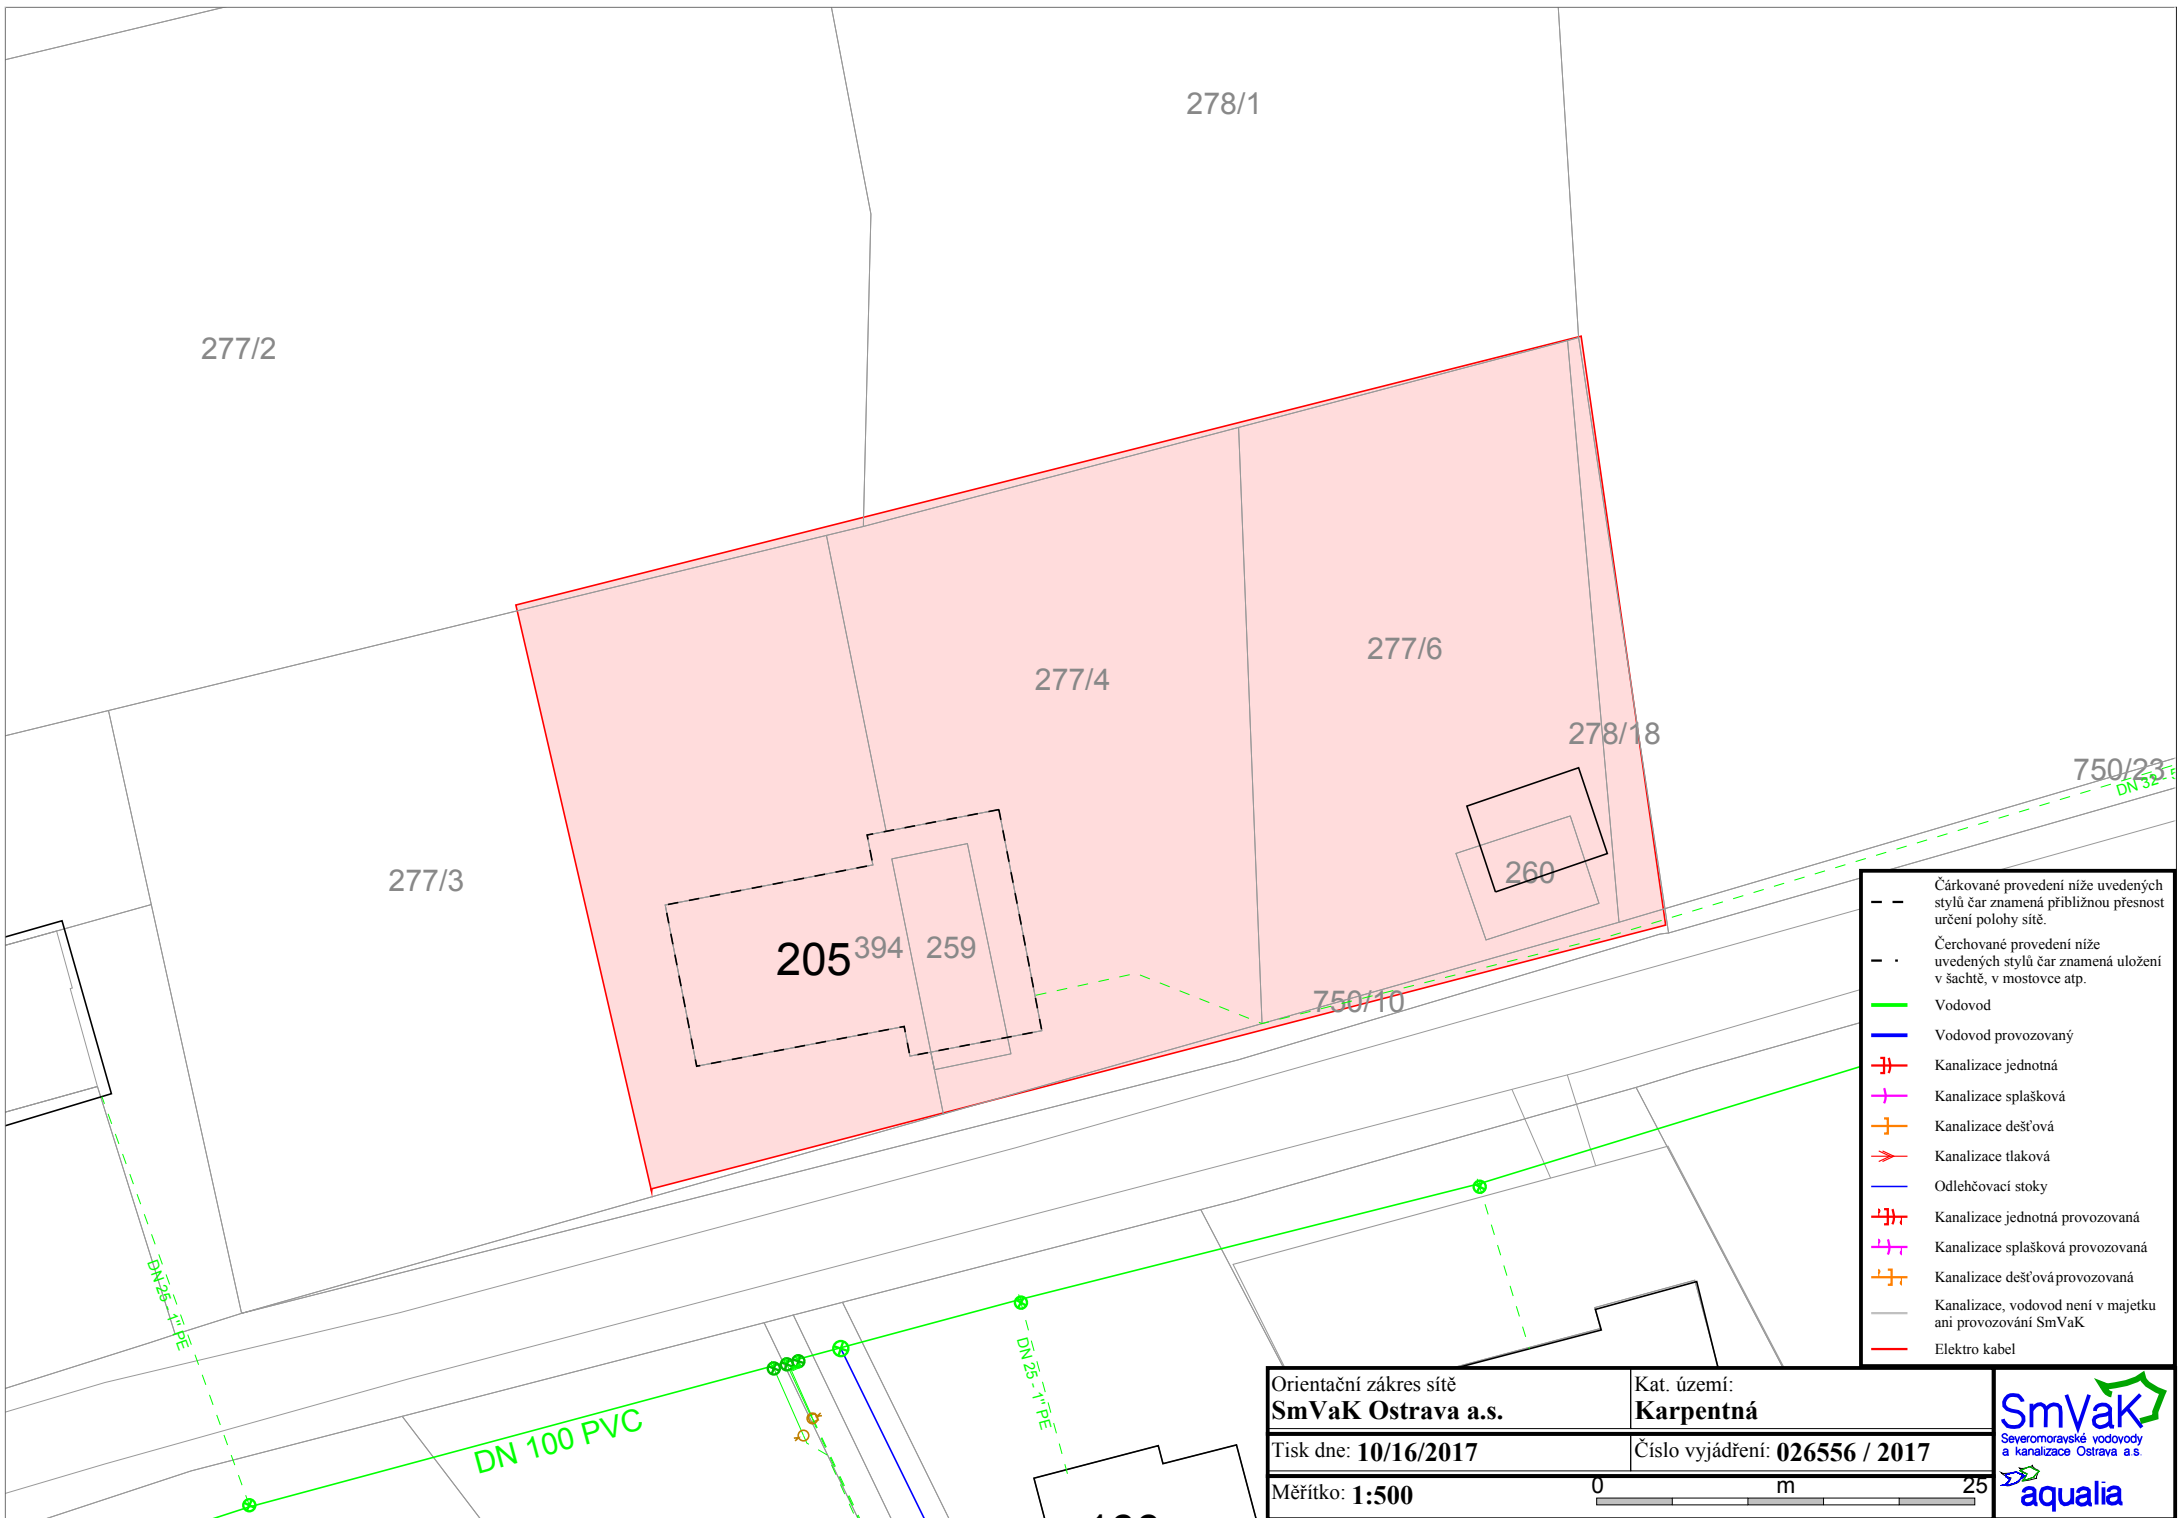 278/1
277/2
277/4
277/6
278/18
750/23
DN 32 - 5
277/3
260
205
394
259
750/10
DN 25 - 1" PE
DN 25 - 1" PE
DN 100 PVC
Čárkované provedení níže uvedených
stylů čar znamená přibližnou přesnost
určení polohy sítě.
Čerchované provedení níže
uvedených stylů čar znamená uložení
v šachtě, v mostovce atp.
Vodovod
Vodovod provozovaný
Kanalizace jednotná
Kanalizace splašková
Kanalizace dešťová
Kanalizace tlaková
Odlehčovací stoky
Kanalizace jednotná provozovaná
Kanalizace splašková provozovaná
Kanalizace dešťová provozovaná
Kanalizace, vodovod není v majetku
ani provozování SmVaK
Elektro kabel
Orientační zákres sítě
SmVaK Ostrava a.s.
Kat. území:
Karpentná
Tisk dne: 10/16/2017
Číslo vyjádření: 026556 / 2017
Měřítko: 1:500
0 m 25
SmVaK
Severomoravské vodovody
a kanalizace Ostrava a.s.
aqualia